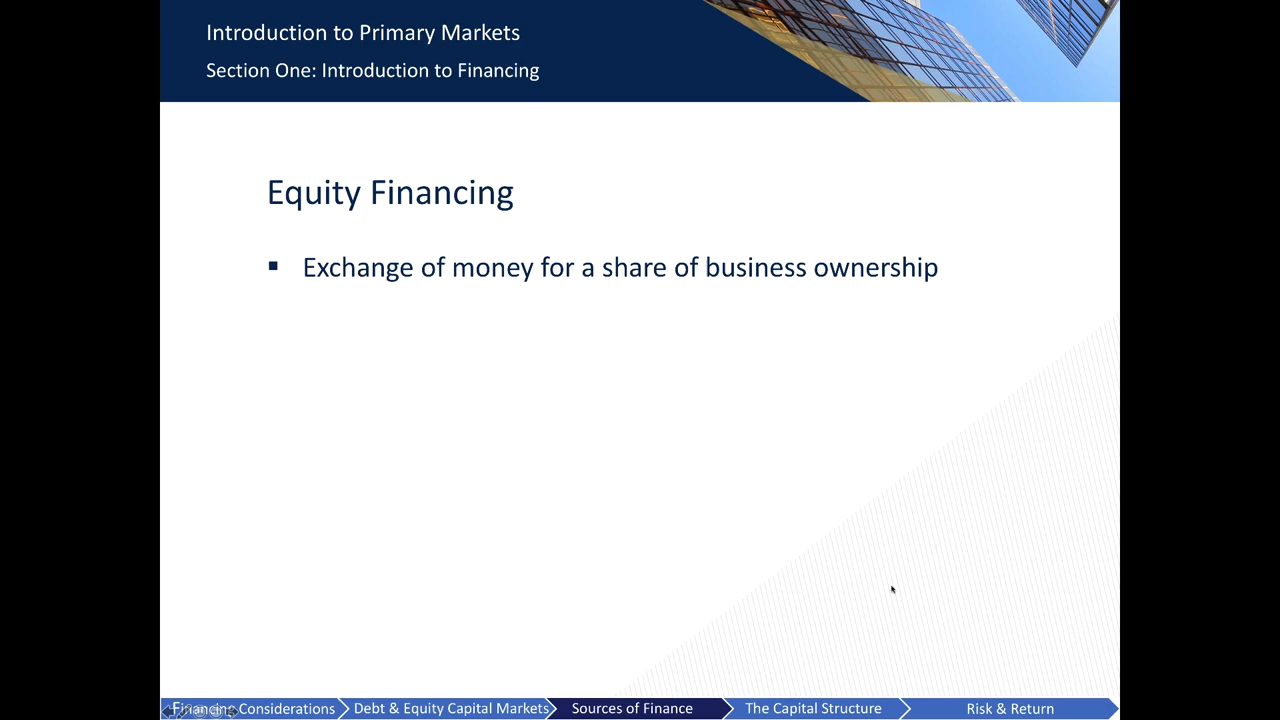 Introduction to Primary Markets
Section One: Introduction to Financing
Equity Financing
▪ Exchange of money for a share of business ownership
Financing Considerations
Debt & Equity Capital Markets
Sources of Finance
The Capital Structure
Risk & Return